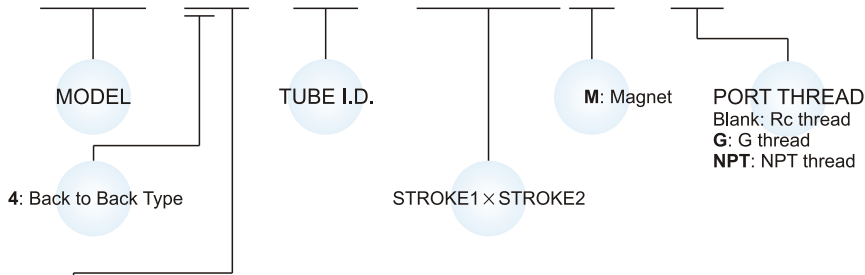 MODEL
TUBE I.D.
M: Magnet
PORT THREAD
Blank: Rc thread
G: G thread
NPT: NPT thread
4: Back to Back Type
STROKE1×STROKE2